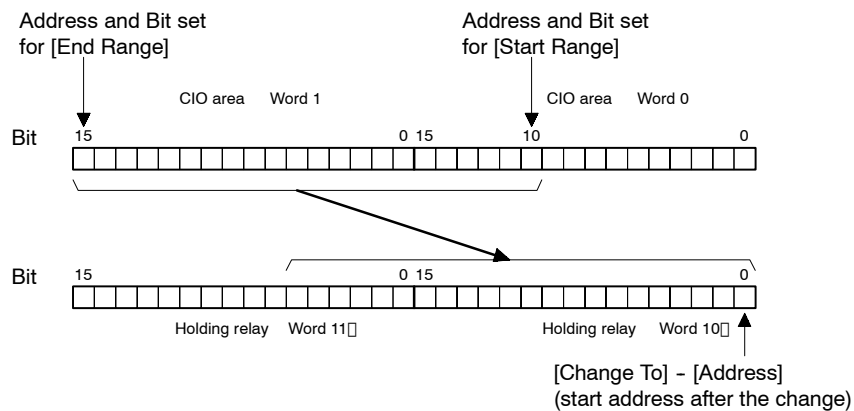 Address and Bit set
for [End Range]
Address and Bit set
for [Start Range]
CIO area Word 1
CIO area Word 0
Bit
15
0
15
10
0
Bit
15
0
15
0
Holding relay Word 11▯
Holding relay Word 10▯
[Change To] - [Address]
(start address after the change)